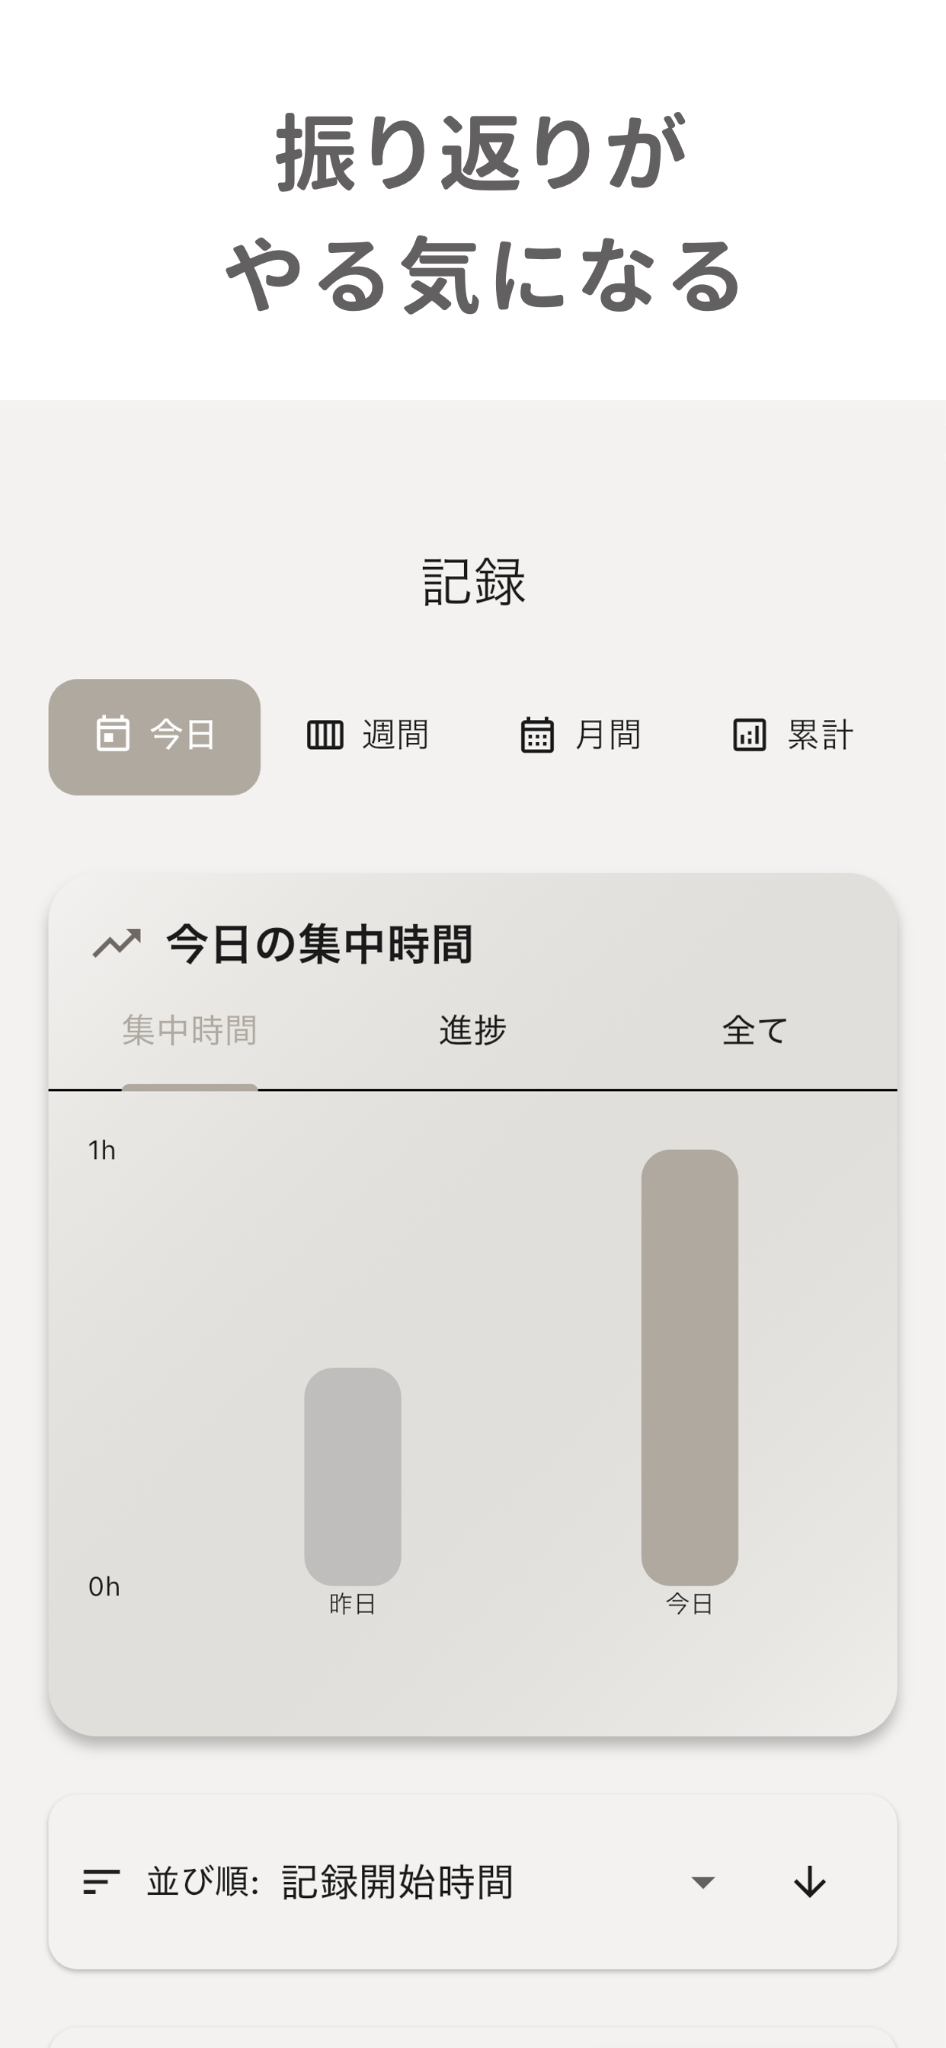 振り返りが
やる気になる
記録
今日 週間 月間 累計
今日の集中時間
集中時間 進捗 全て
1h
0h
昨日 今日
並び順: 記録開始時間